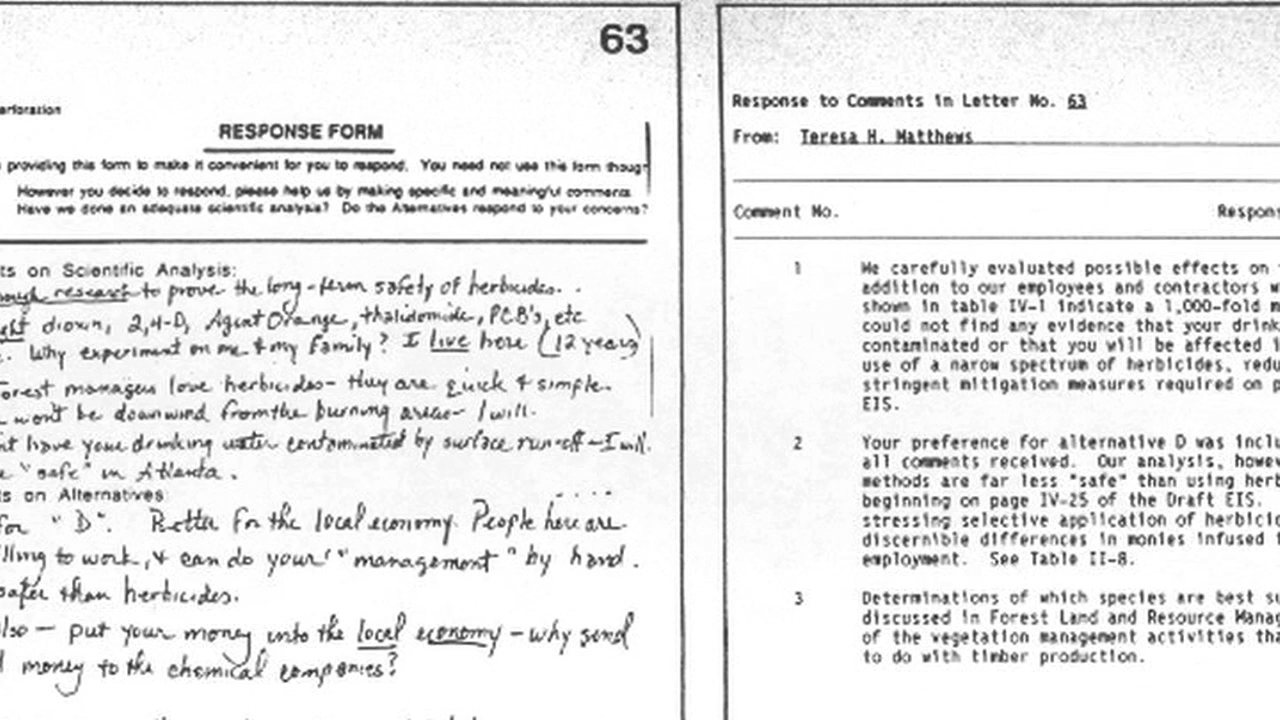 63
erforation
RESPONSE FORM
providing this form to make it convenient for you to respond. You need not use this form thoug
However you decide to respond, please help us by making specific and meaningful comments.
Have we done an adequate scientific analysis? Do the Alternatives respond to your concerns?
ts on Scientific Analysis:
ough research to prove the long-term safety of herbicides.
dioxin, 2,4-D, Agent Orange, thalidomide, PCB's, etc
. Why experiment on me & my family? I live here (12 years)
orest managers love herbicides- they are quick & simple.
won't be downwind from the burning areas- I will.
nt have your drinking water contaminated by surface run-off-I will.
e "safe" in Atlanta.
ts on Alternatives:
for "D". Better for the local economy. People here are
lling to work, & can do your "management" by hand.
safer than herbicides.
lso - put your money into the local economy - why send
money to the chemical companies?
Response to Comments in Letter No. 63
From: Teresa H. Matthews
Comment No.
Respon
1
We carefully evaluated possible effects on
addition to our employees and contractors w
shown in table IV-1 indicate a 1,000-fold m
could not find any evidence that your drink
contaminated or that you will be affected i
use of a narrow spectrum of herbicides, redu
stringent mitigation measures required on p
EIS.
2
Your preference for alternative D was inclu
all comments received. Our analysis, howev
methods are far less "safe" than using herb
beginning on page IV-25 of the Draft EIS.
stressing selective application of herbicid
discernible differences in monies infused i
employment. See Table II-8.
3
Determinations of which species are best su
discussed in Forest Land and Resource Manag
of the vegetation management activities tha
to do with timber production.